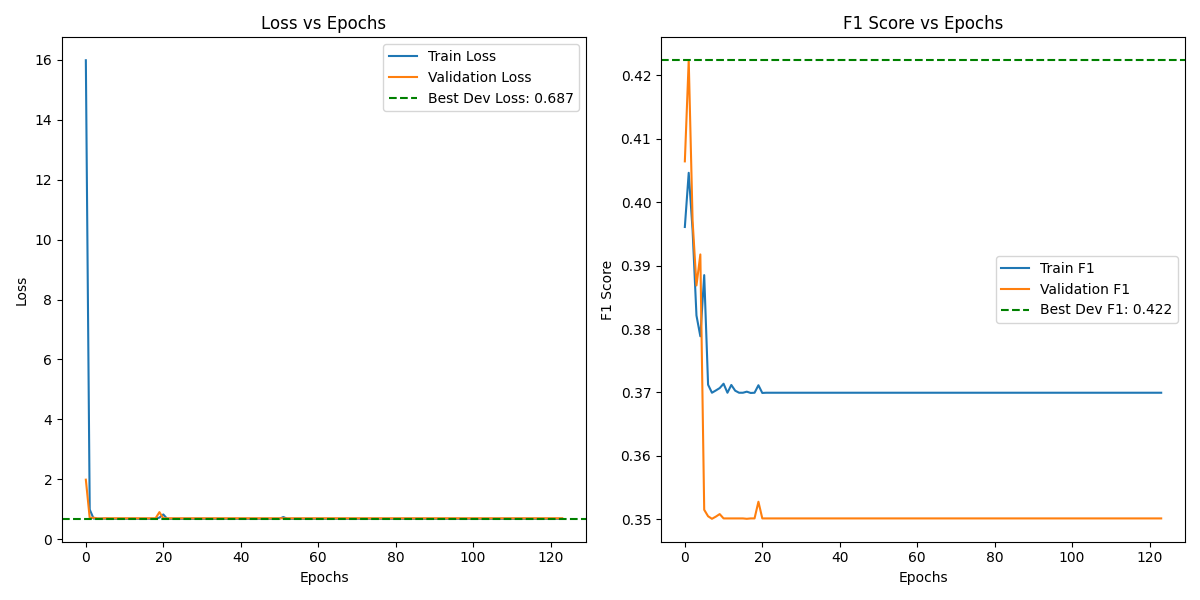 Loss vs Epochs
16
14
12
10
8
6
4
2
0
Loss
0
20
40
60
80
100
120
Epochs
Train Loss
Validation Loss
Best Dev Loss: 0.687
F1 Score vs Epochs
0.42
0.41
0.40
0.39
0.38
0.37
0.36
0.35
F1 Score
0
20
40
60
80
100
120
Epochs
Train F1
Validation F1
Best Dev F1: 0.422